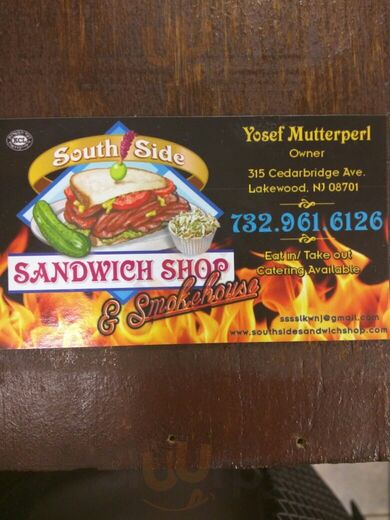 KCL
South Side
SANDWICH SHOP
& Smokehouse
Yosef Mutterperl
Owner
315 Cedarbridge Ave.
Lakewood, NJ 08701
732.961.6126
Eat in/ Take out
Catering Available
sssslkwnj@gmail.com
www.southsidesandwichshop.com